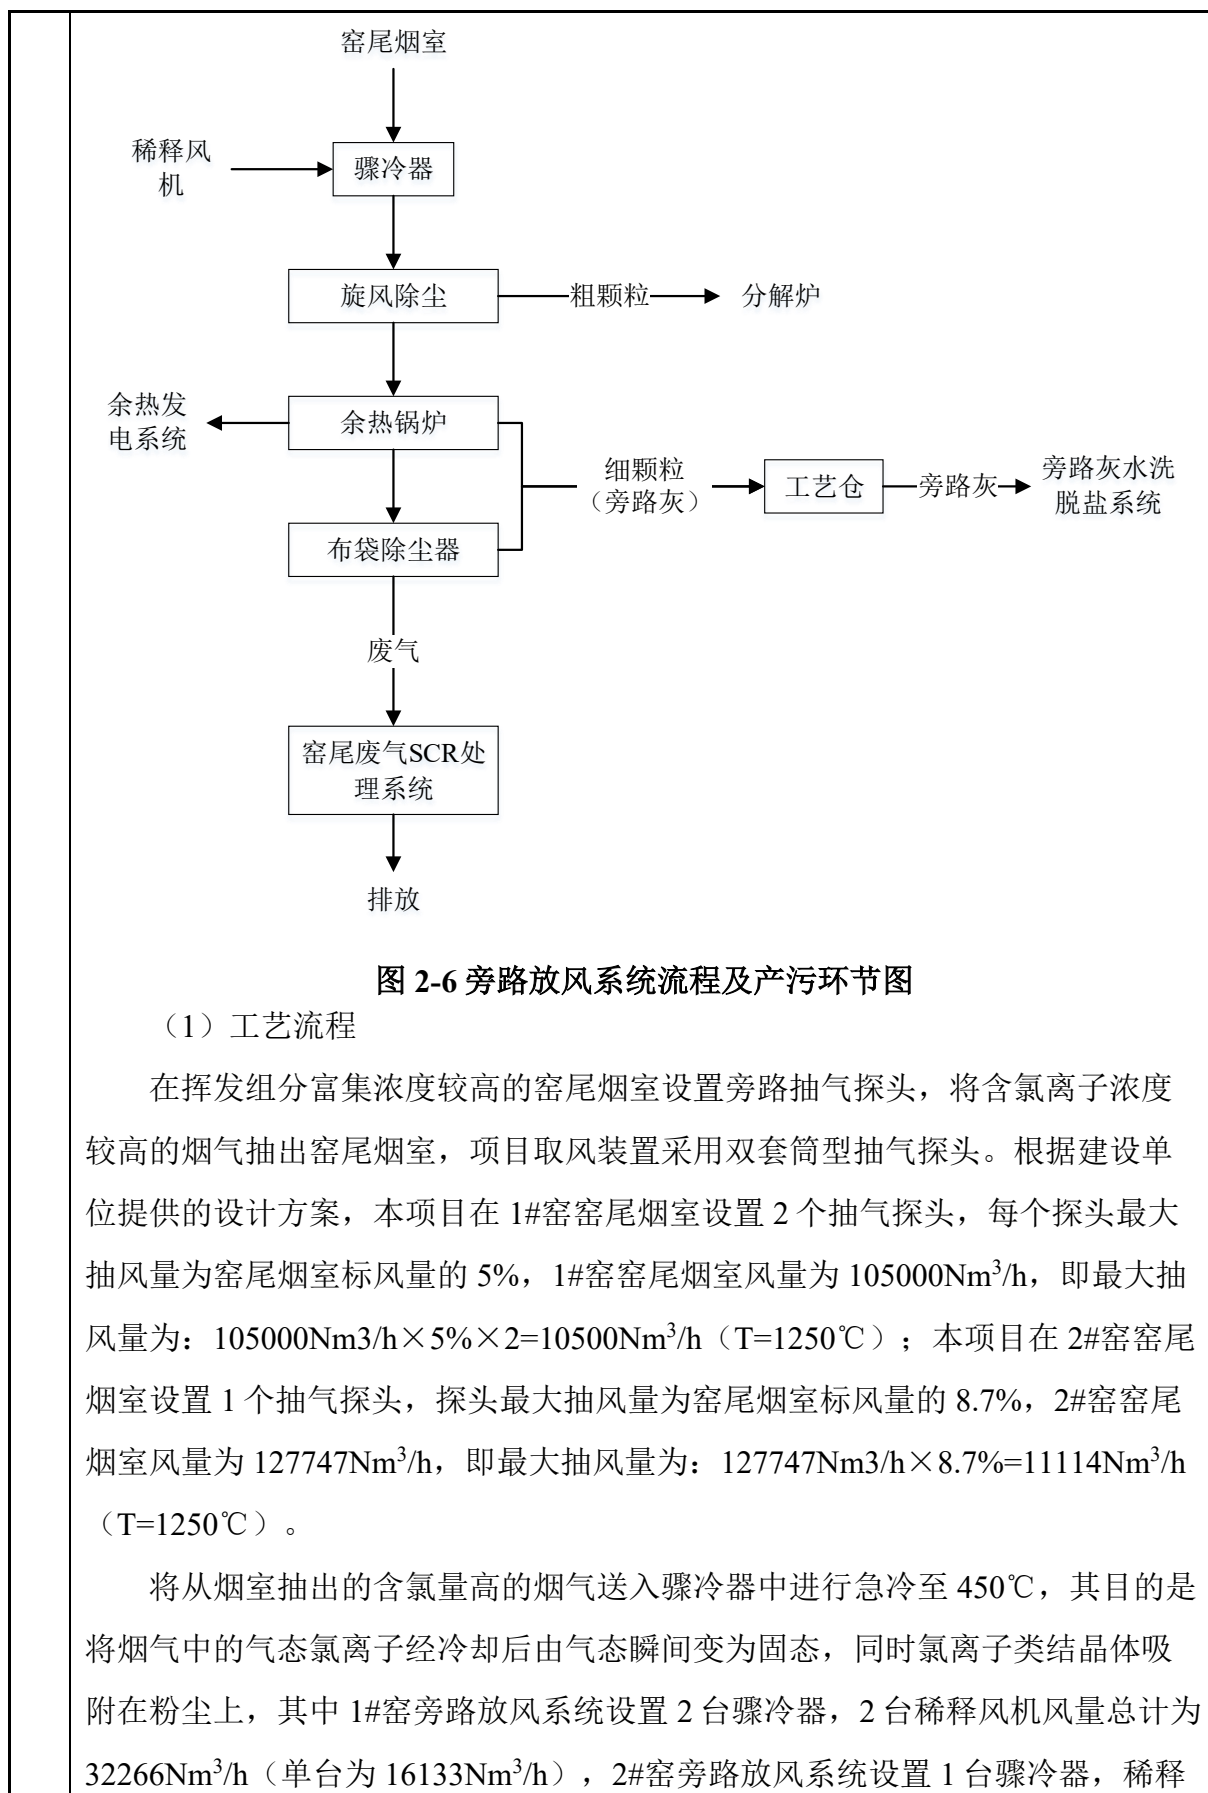 窑尾烟室
稀释风
机
骤冷器
旋风除尘
粗颗粒
分解炉
余热发
电系统
余热锅炉
细颗粒
（旁路灰）
工艺仓
旁路灰
旁路灰水洗
脱盐系统
布袋除尘器
废气
窑尾废气SCR处
理系统
排放
图 2-6 旁路放风系统流程及产污环节图
（1）工艺流程
在挥发组分富集浓度较高的窑尾烟室设置旁路抽气探头，将含氯离子浓度
较高的烟气抽出窑尾烟室，项目取风装置采用双套筒型抽气探头。根据建设单
位提供的设计方案，本项目在 1#窑窑尾烟室设置 2 个抽气探头，每个探头最大
抽风量为窑尾烟室标风量的 5%，1#窑窑尾烟室风量为 105000Nm³/h，即最大抽
风量为：105000Nm3/h×5%×2=10500Nm³/h（T=1250℃）；本项目在 2#窑窑尾
烟室设置 1 个抽气探头，探头最大抽风量为窑尾烟室标风量的 8.7%，2#窑窑尾
烟室风量为 127747Nm³/h，即最大抽风量为：127747Nm3/h×8.7%=11114Nm³/h
（T=1250℃）。
将从烟室抽出的含氯量高的烟气送入骤冷器中进行急冷至 450℃，其目的是
将烟气中的气态氯离子经冷却后由气态瞬间变为固态，同时氯离子类结晶体吸
附在粉尘上，其中 1#窑旁路放风系统设置 2 台骤冷器，2 台稀释风机风量总计为
32266Nm³/h（单台为 16133Nm³/h），2#窑旁路放风系统设置 1 台骤冷器，稀释